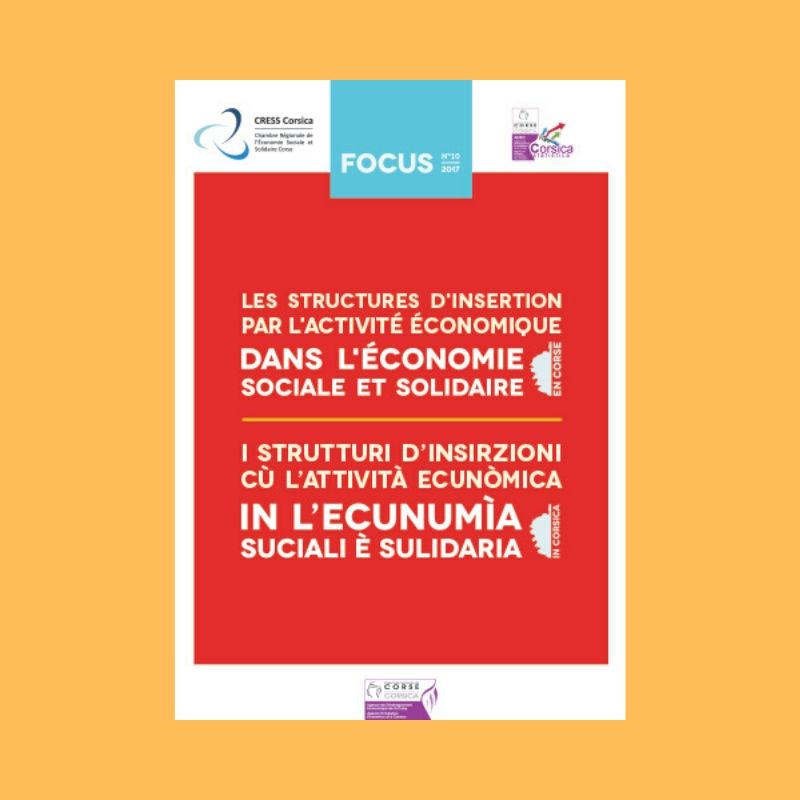 CRESS Corsica
Chambre Régionale de
l'Économie Sociale et
Solidaire Corse
FOCUS
N°10
2017
CORSE
Corsica
statistica
LES STRUCTURES D'INSERTION
PAR L'ACTIVITÉ ÉCONOMIQUE
DANS L'ÉCONOMIE
SOCIALE ET SOLIDAIRE
EN CORSE
I STRUTTURI D’INSIRZIONI
CÙ L’ATTIVITÀ ECUNÒMICA
IN L’ECUNUMÌA
SUCIALI È SULIDARIA
IN CORSICA
CORSE
CORSICA